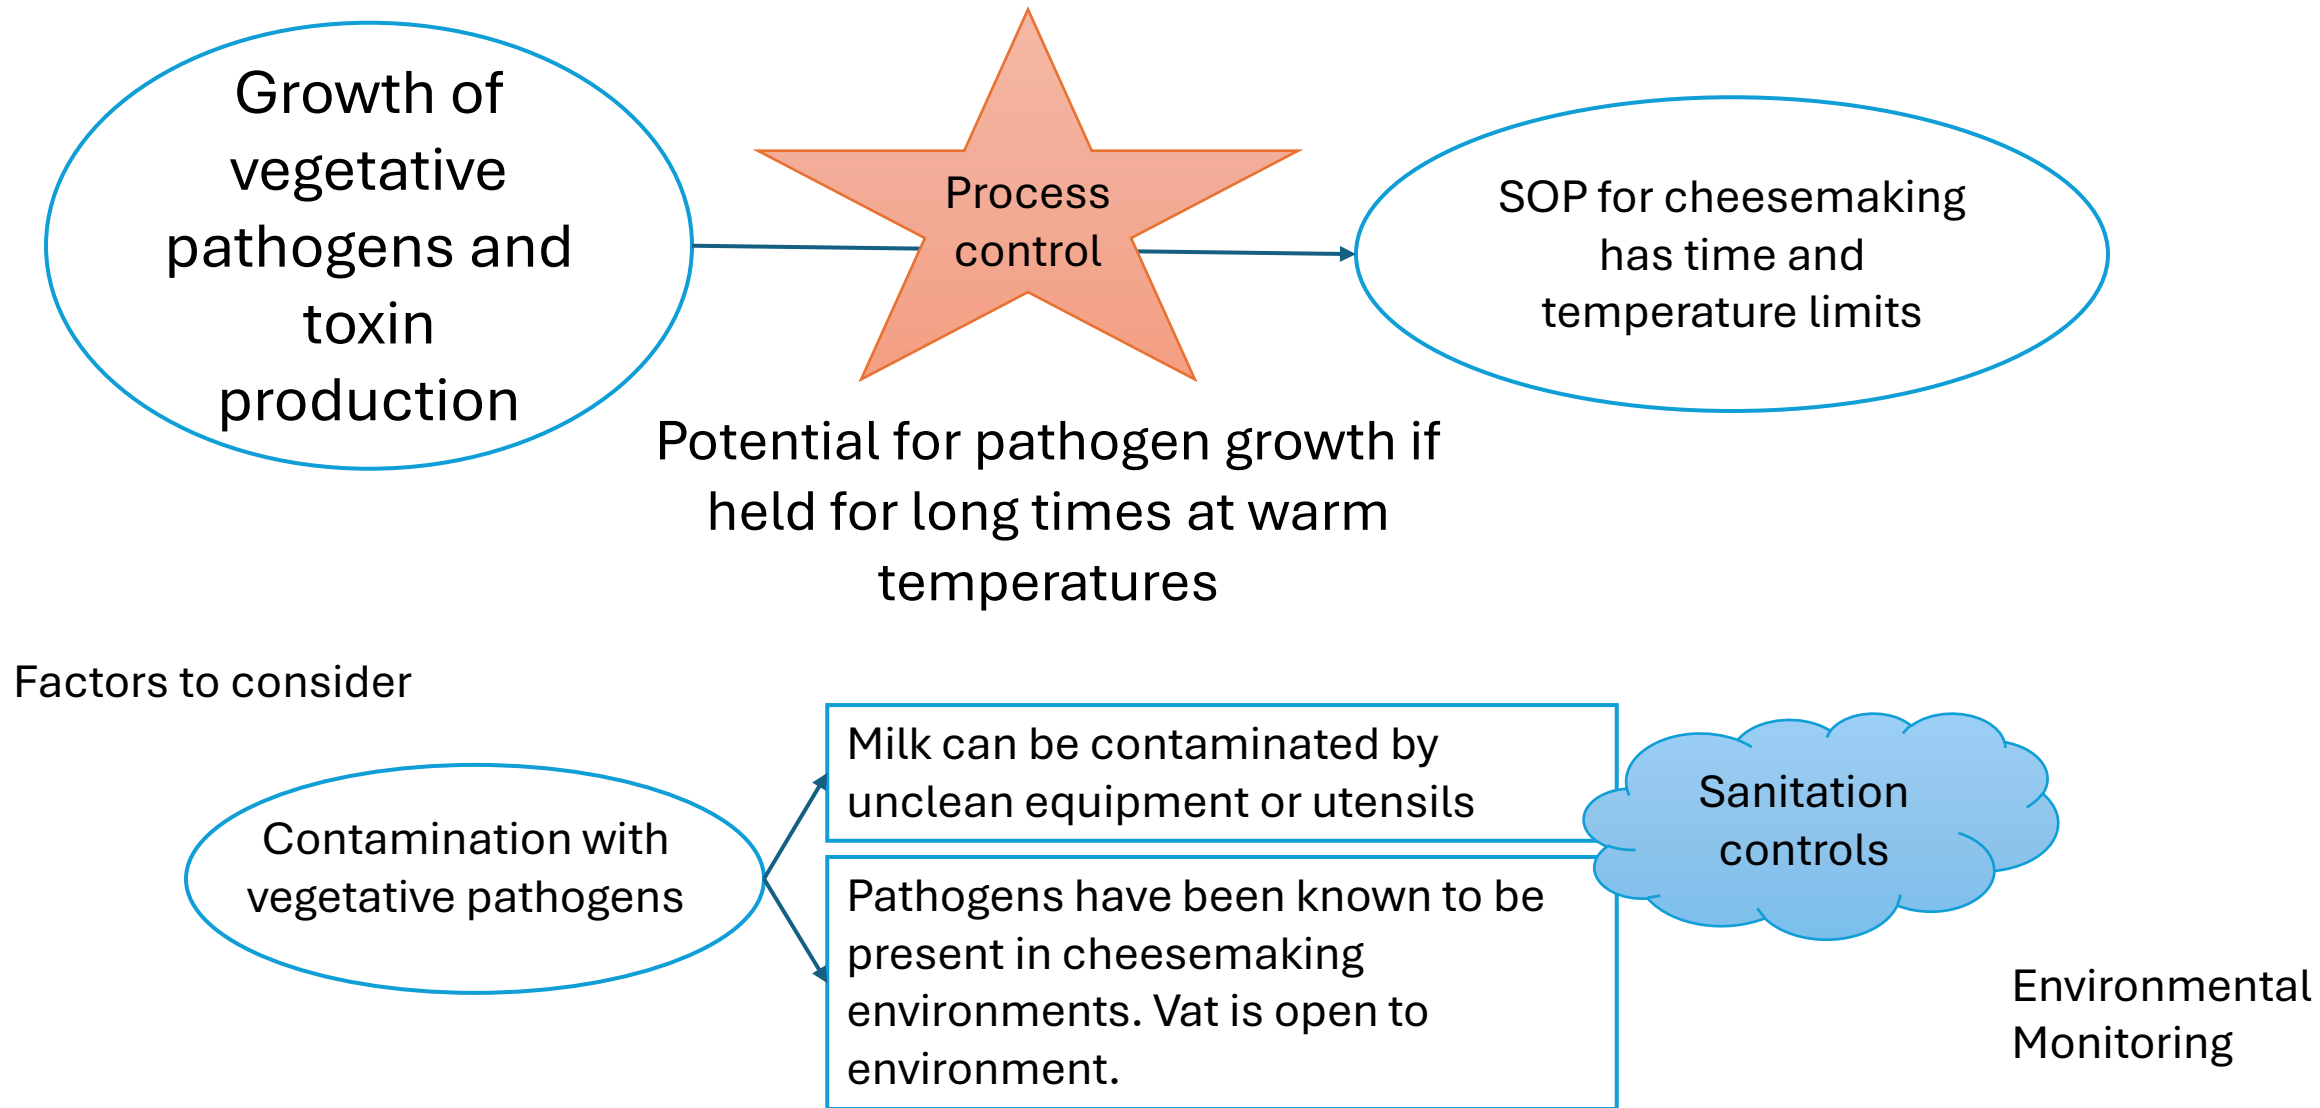 Growth of
vegetative
pathogens and
toxin
production
Process
control
SOP for cheesemaking
has time and
temperature limits
Potential for pathogen growth if
held for long times at warm
temperatures
Factors to consider
Contamination with
vegetative pathogens
Milk can be contaminated by
unclean equipment or utensils
Pathogens have been known to be
present in cheesemaking
environments. Vat is open to
environment.
Sanitation
controls
Environmental
Monitoring